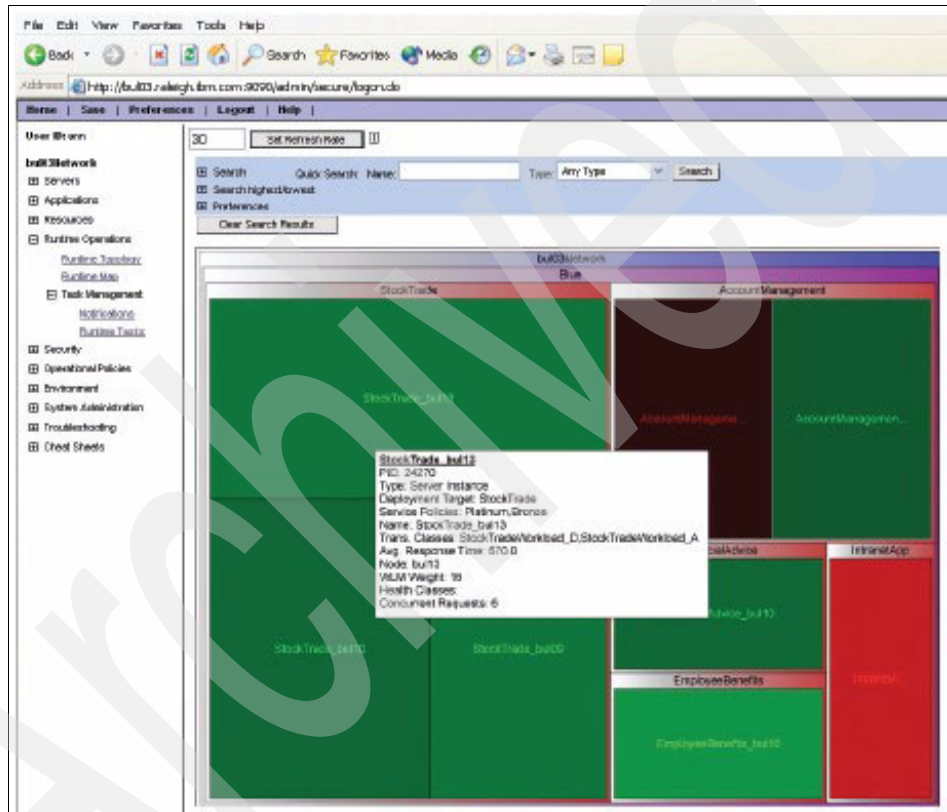 File Edit View Favorites Tools Help
Back Search Favorites Media
Address http://bul03.raleigh.ibm.com:9090/admin/secure/logon.do
Home | Save | Preferences | Logout | Help |
User ID:
bul03Network
Servers
Applications
Resources
Runtime Operations
Runtime Topology
Runtime Map
Task Management
Notifications
Runtime Tasks
Security
Operational Policies
Environment
System Administration
Troubleshooting
Cheat Sheets
30 Set Refresh Rate
Search Quick Search: Name: Type: Any Type Search
Search highest/lowest
Preferences
Clear Search Results
bul03Network
Blue
StockTrade AccountManagement
StockTrade_bul13
AccountManageme... AccountManagemen...
StockTrade_bul13
PID: 24270
Type: Server Instance
Deployment Target: StockTrade
Service Policies: Platinum,Bronze
Name: StockTrade_bul13
Trans. Classes: StockTradeWorkload_D,StockTradeWorkload_A
Avg. Response Time: 570.0
Node: bul13
WLM Weight: 16
Health Classes:
Concurrent Requests: 6
IntranetApp
StockTrade_bul10 StockTrade_bul09
EmployeeBenefits
EmployeeBenefits_bul10
Archived